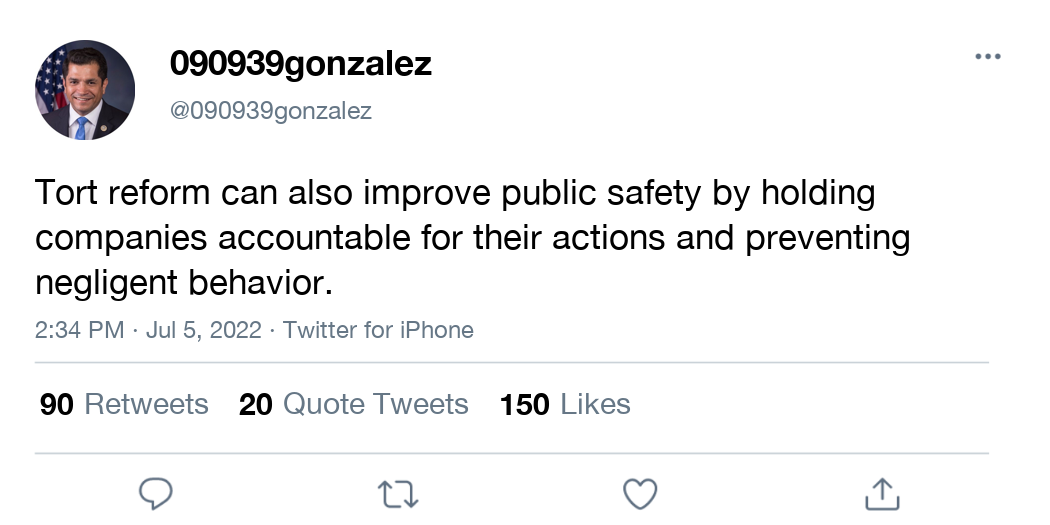 090939gonzalez
@090939gonzalez
Tort reform can also improve public safety by holding
companies accountable for their actions and preventing
negligent behavior.
2:34 PM · Jul 5, 2022 · Twitter for iPhone
90 Retweets 20 Quote Tweets 150 Likes